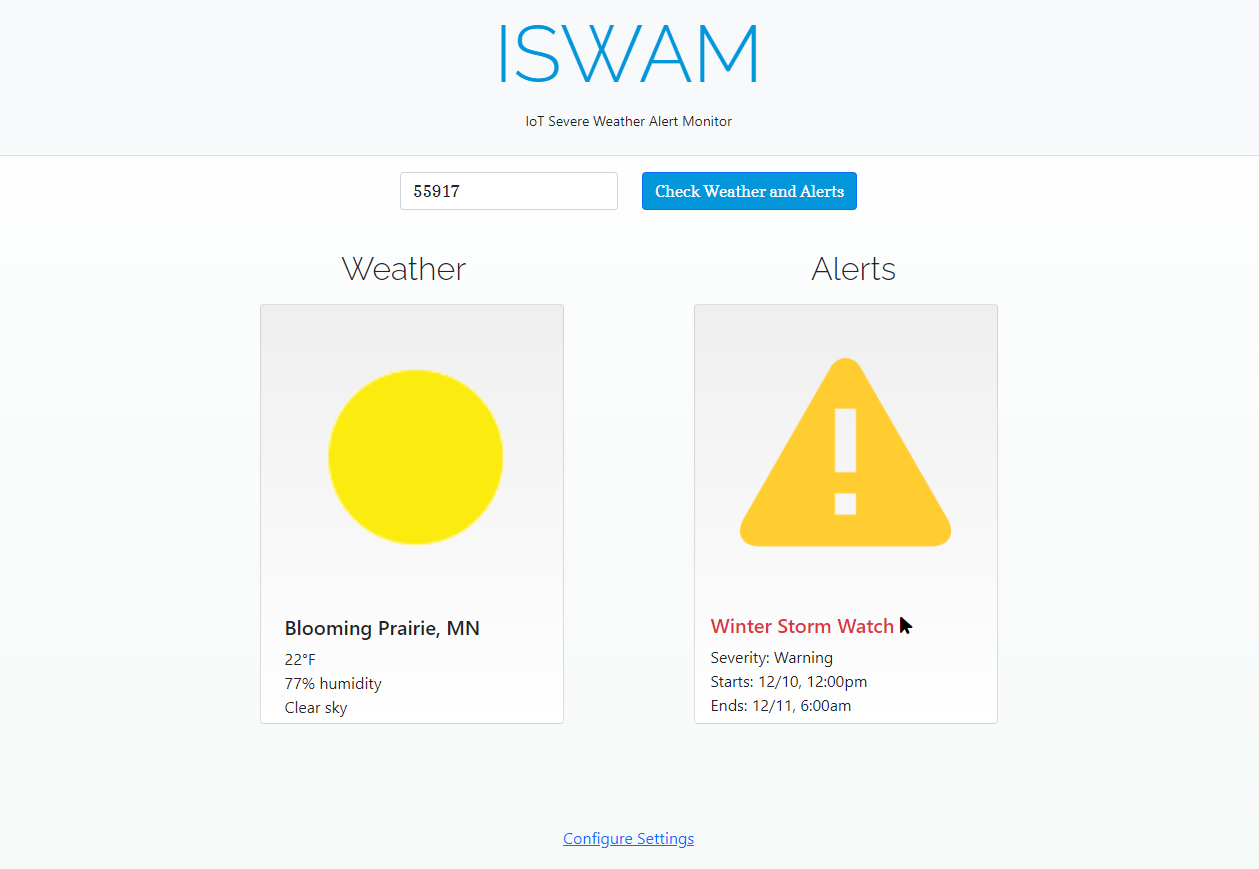 ISWAM
IoT Severe Weather Alert Monitor
55917
Check Weather and Alerts
Weather
Alerts
Blooming Prairie, MN
22°F
77% humidity
Clear sky
Winter Storm Watch
Severity: Warning
Starts: 12/10, 12:00pm
Ends: 12/11, 6:00am
Configure Settings